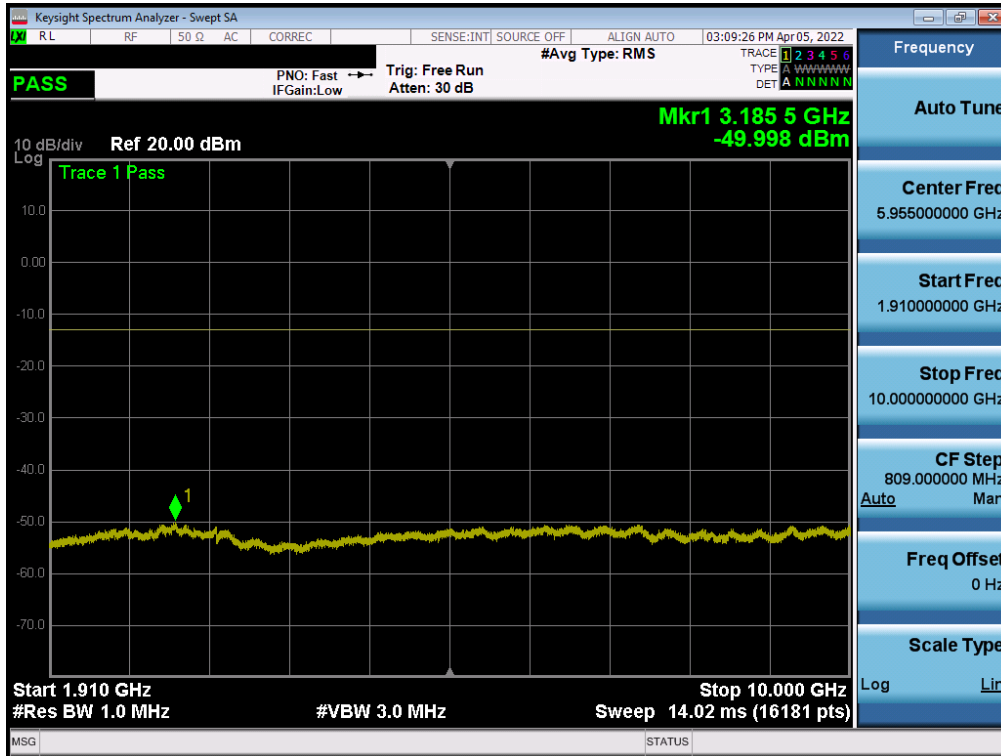 Keysight Spectrum Analyzer - Swept SA
LXI RL RF 50 Ω AC CORREC SENSE:INT SOURCE OFF ALIGN AUTO 03:09:26 PM Apr 05, 2022
#Avg Type: RMS
TRACE 1 2 3 4 5 6
TYPE A WWWWW
DET A N N N N N
PASS
PNO: Fast
IFGain:Low
Trig: Free Run
Atten: 30 dB
Mkr1 3.185 5 GHz
-49.998 dBm
10 dB/div Ref 20.00 dBm
Log
Trace 1 Pass
10.0
0.00
-10.0
-20.0
-30.0
-40.0
1
-50.0
-60.0
-70.0
Start 1.910 GHz Stop 10.000 GHz
#Res BW 1.0 MHz #VBW 3.0 MHz Sweep 14.02 ms (16181 pts)
MSG STATUS
Frequency
Auto Tune
Center Freq
5.955000000 GHz
Start Freq
1.910000000 GHz
Stop Freq
10.000000000 GHz
CF Step
809.000000 MHz
Auto Man
Freq Offset
0 Hz
Scale Type
Log Lin